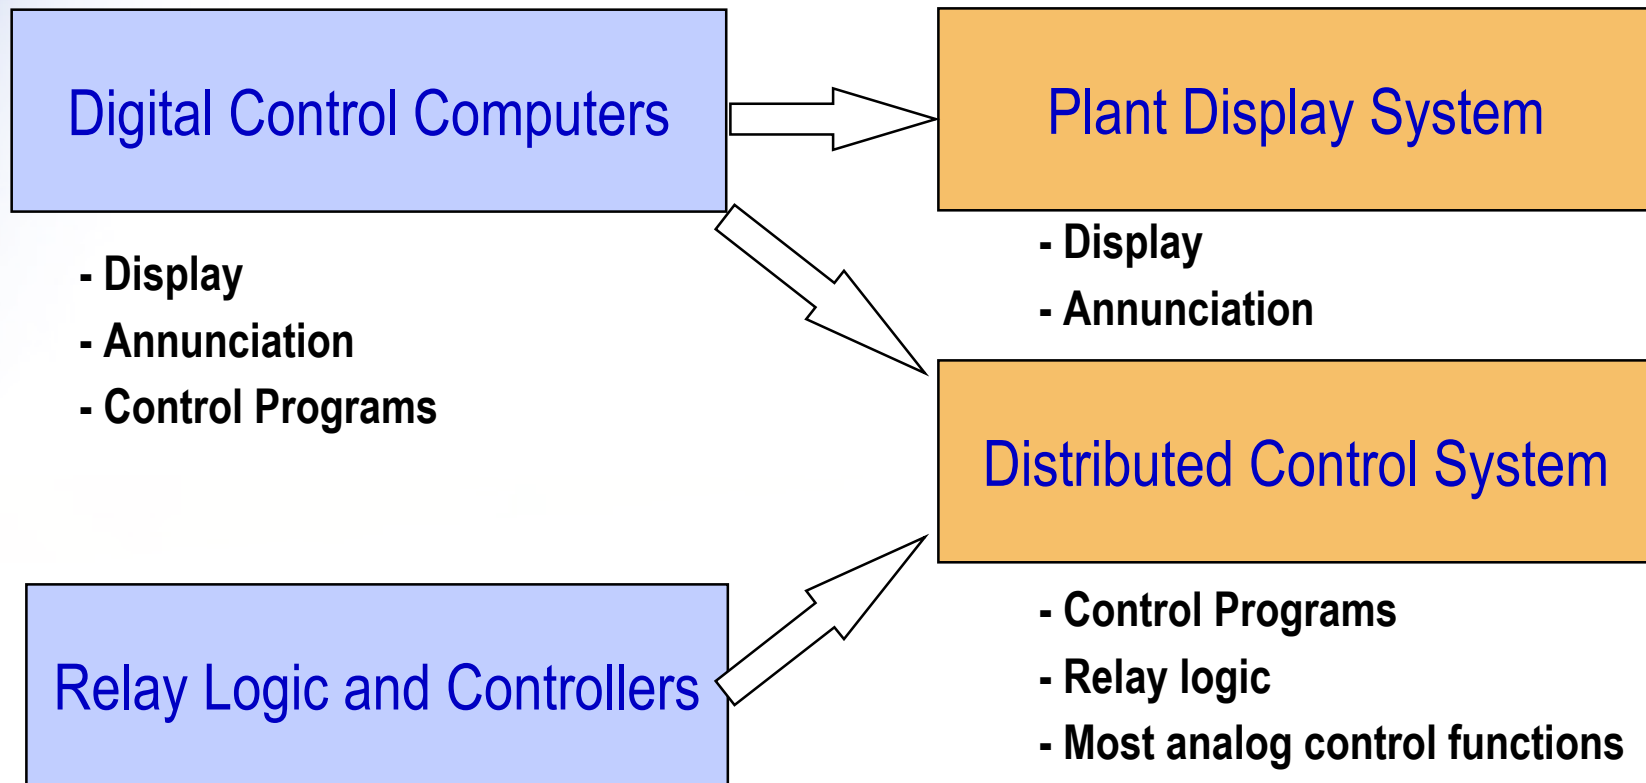 Digital Control Computers
- Display
- Annunciation
- Control Programs
Relay Logic and Controllers
Plant Display System
- Display
- Annunciation
Distributed Control System
- Control Programs
- Relay logic
- Most analog control functions